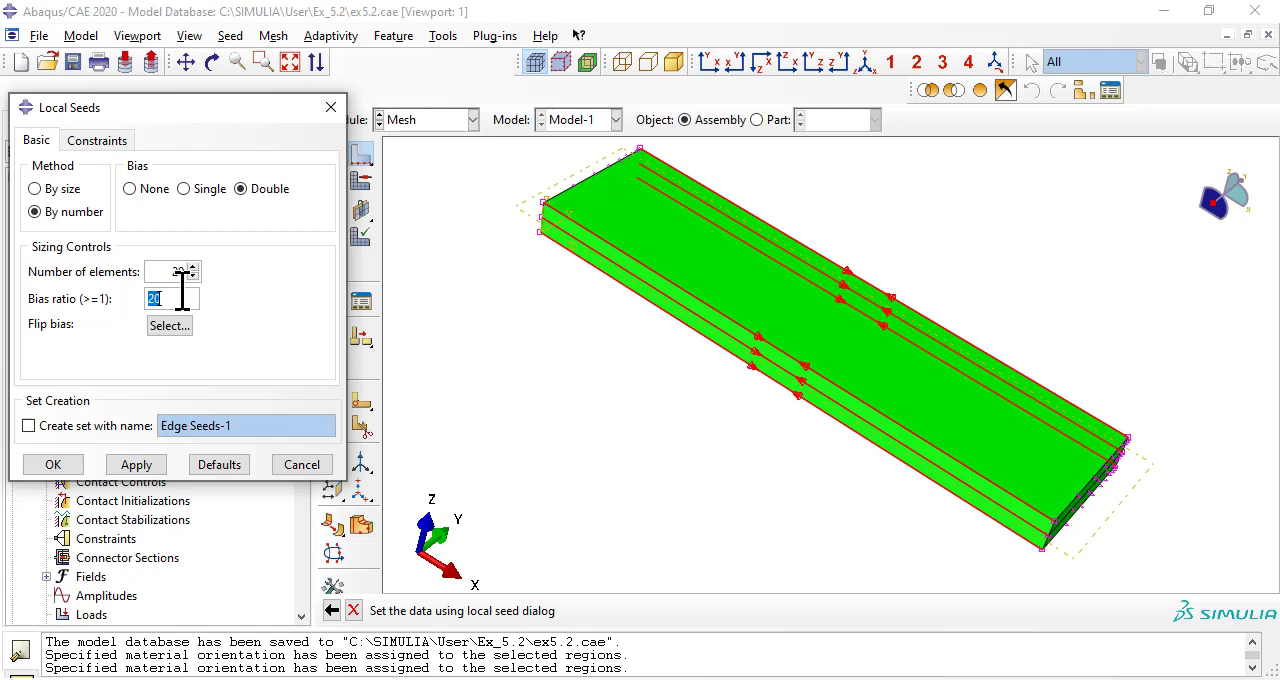 Abaqus/CAE 2020 - Model Database: C:\SIMULIA\User\Ex_5.2\ex5.2.cae [Viewport: 1]
File Model Viewport View Seed Mesh Adaptivity Feature Tools Plug-ins Help
1 2 3 4 All
Local Seeds
Module: Mesh Model: Model-1 Object: Assembly Part:
Basic Constraints
Method Bias
By size None Single Double
By number
Sizing Controls
Number of elements:
Bias ratio (>=1): 20
Flip bias: Select...
Set Creation
Create set with name: Edge Seeds-1
OK Apply Defaults Cancel
Contact Controls
Contact Initializations
Contact Stabilizations
Constraints
Connector Sections
Fields
Amplitudes
Loads
Z
Y
X
Set the data using local seed dialog
SIMULIA
The model database has been saved to "C:\SIMULIA\User\Ex_5.2\ex5.2.cae".
Specified material orientation has been assigned to the selected regions.
Specified material orientation has been assigned to the selected regions.